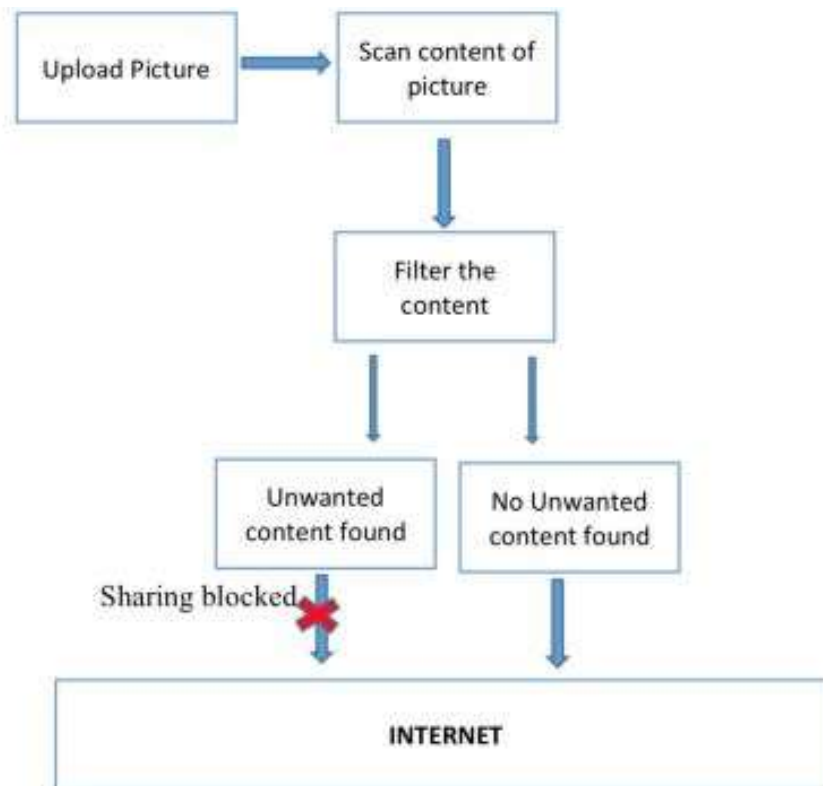 Upload Picture
Scan content of
picture
Filter the
content
Unwanted
content found
No Unwanted
content found
Sharing blocked
INTERNET